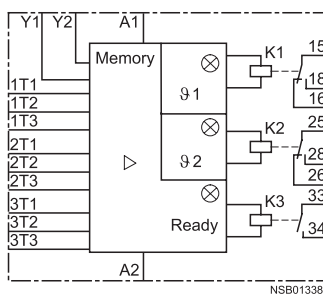 Y1 Y2 A1
Memory K1 15
ϑ1 18
1T1 16
1T2
1T3 K2 25
2T1
2T2 ϑ2 28
2T3 26
3T1 K3 33
3T2 Ready
3T3 34
A2
NSB01338